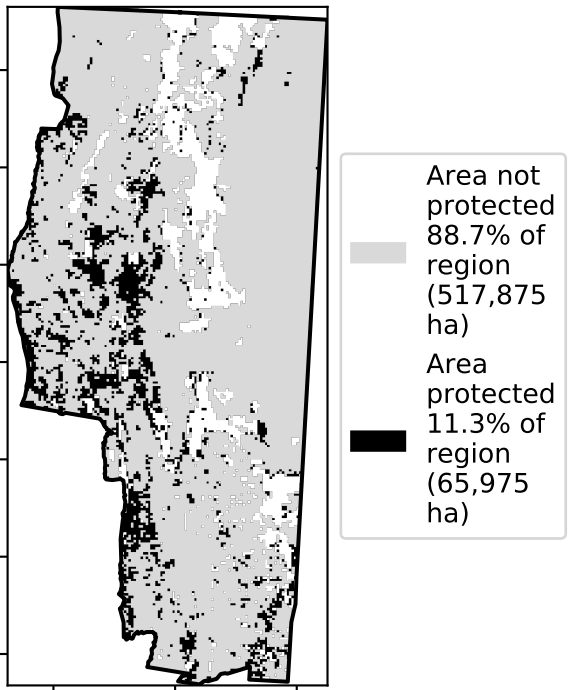 Area not
protected
88.7% of
region
(517,875
ha)
Area
protected
11.3% of
region
(65,975
ha)